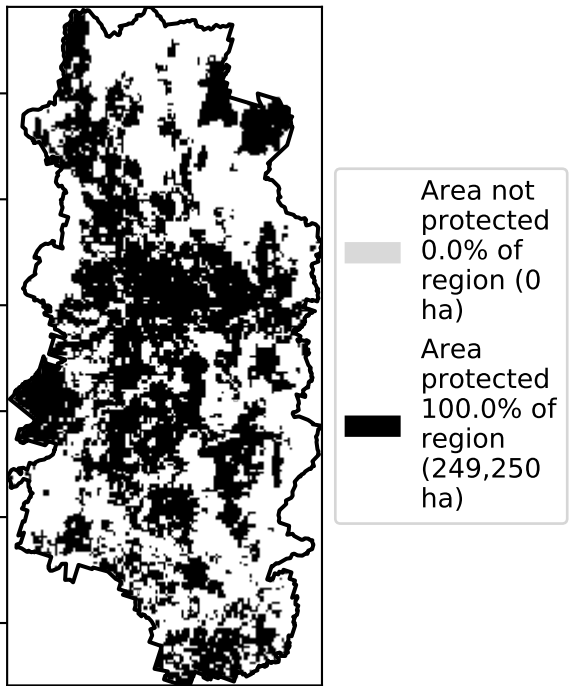 Area not
protected
0.0% of
region (0
ha)
Area
protected
100.0% of
region
(249,250
ha)